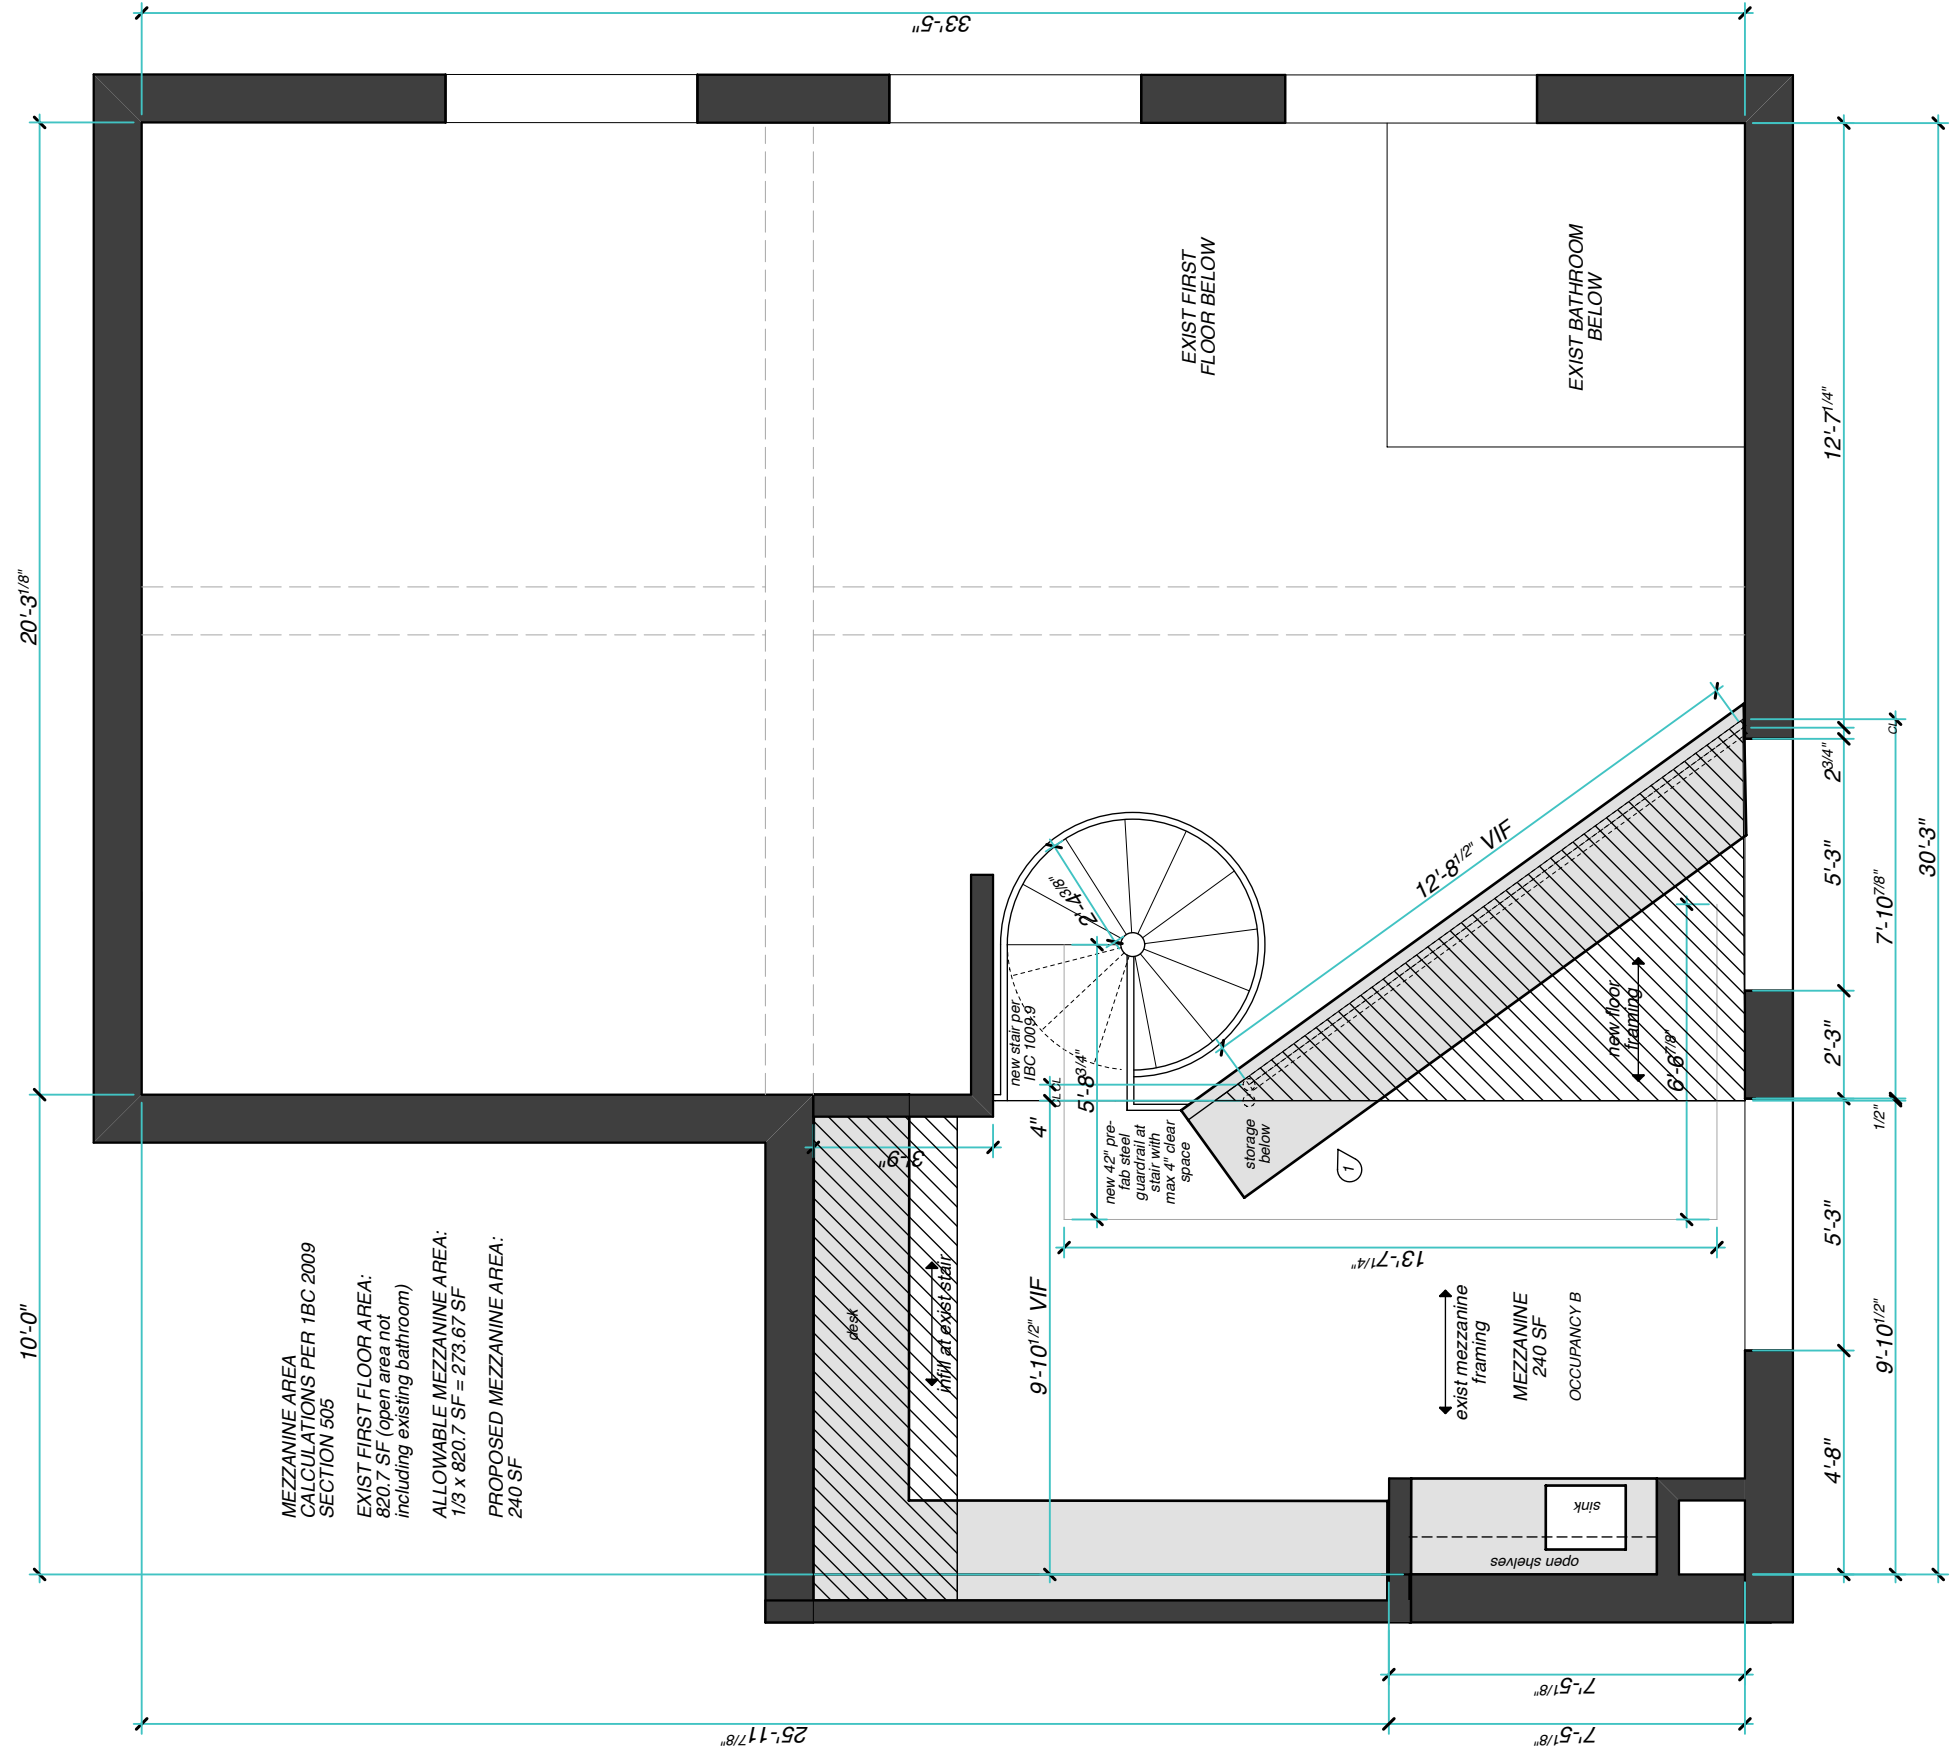 33'-5"
20'-3 1/8"
10'-0"
EXIST FIRST
FLOOR BELOW
EXIST BATHROOM
BELOW
12'-7 1/4"
2 3/4"
CL
5'-3"
7'-10 7/8"
30'-3"
2'-3"
1/2"
5'-3"
9'-10 1/2"
4'-8"
12'-8 1/2" VIF
2'-4 3/8"
new stair per
IBC 1009.9
CL
CL
5'-8 3/4"
4"
new 42" pre-
fab steel
guardrail at
stair with
max 4" clear
space
storage
below
1
new floor
framing
6'-6 7/8"
3'-9"
13'-7 1/4"
9'-10 1/2" VIF
desk
infill at exist stair
exist mezzanine
framing
MEZZANINE
240 SF
OCCUPANCY B
sink
open shelves
MEZZANINE AREA
CALCULATIONS PER 1BC 2009
SECTION 505
EXIST FIRST FLOOR AREA:
820.7 SF (open area not
including existing bathroom)
ALLOWABLE MEZZANINE AREA:
1/3 x 820.7 SF = 273.67 SF
PROPOSED MEZZANINE AREA:
240 SF
7'-5 1/8"
25'-11 7/8"
7'-5 1/8"